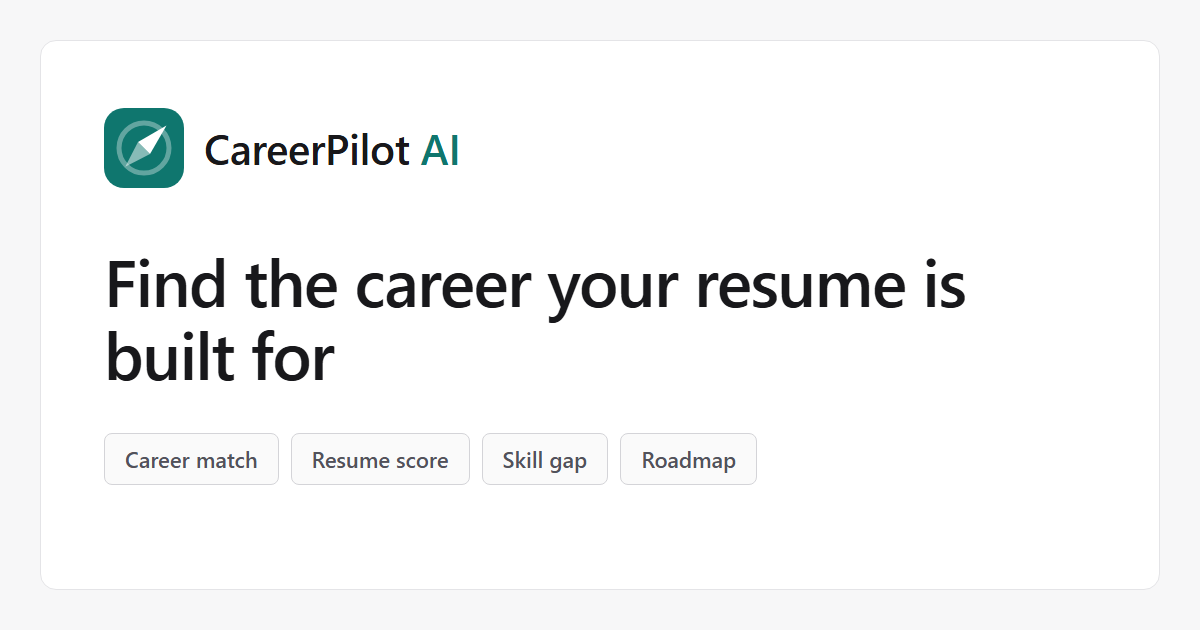 CareerPilot AI
Find the career your resume is
built for
Career match
Resume score
Skill gap
Roadmap